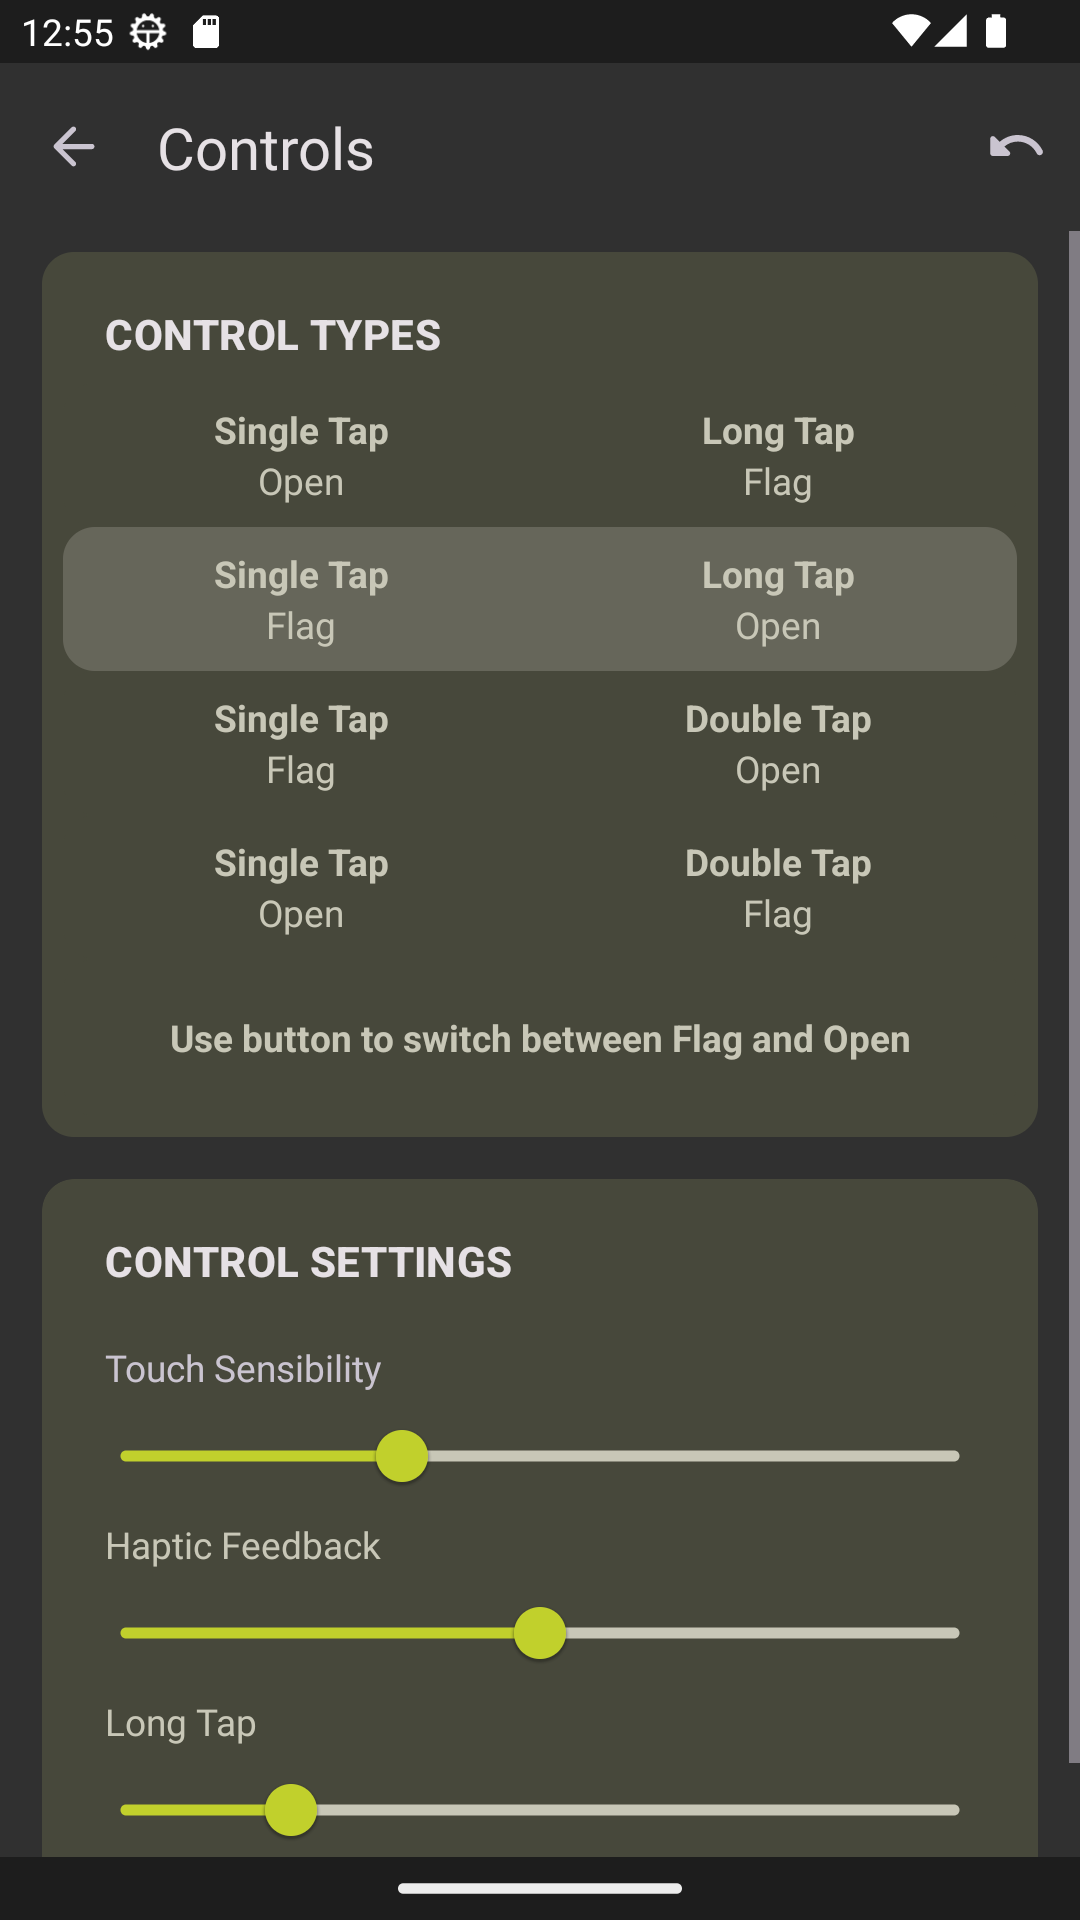 12:55
Controls
CONTROL TYPES
Single Tap Long Tap
Open Flag
Single Tap Long Tap
Flag Open
Single Tap Double Tap
Flag Open
Single Tap Double Tap
Open Flag
Use button to switch between Flag and Open
CONTROL SETTINGS
Touch Sensibility
Haptic Feedback
Long Tap